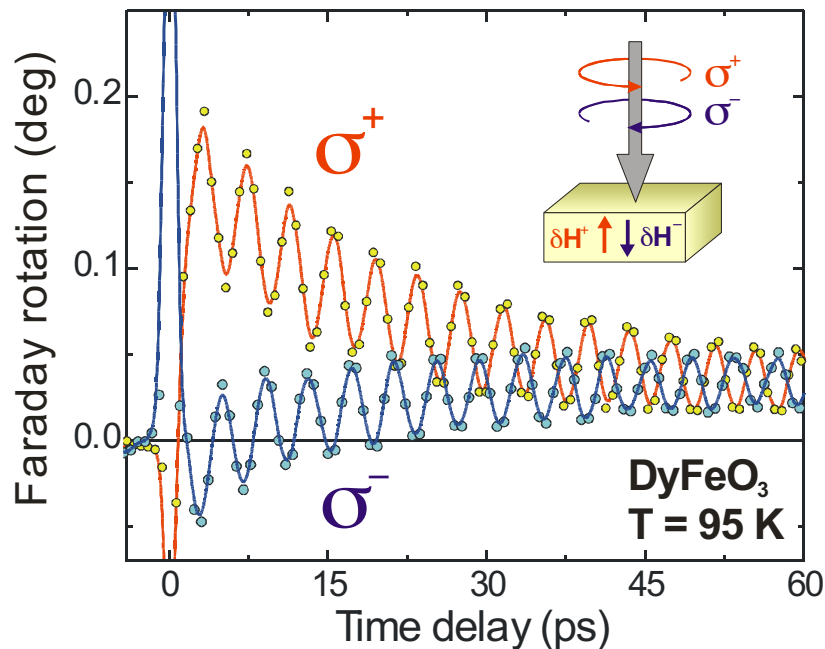 Faraday rotation (deg)
0.2
0.1
0.0
σ⁺
σ⁻
σ⁺
σ⁻
δH⁺
δH⁻
DyFeO₃
T = 95 K
0
15
30
45
60
Time delay (ps)